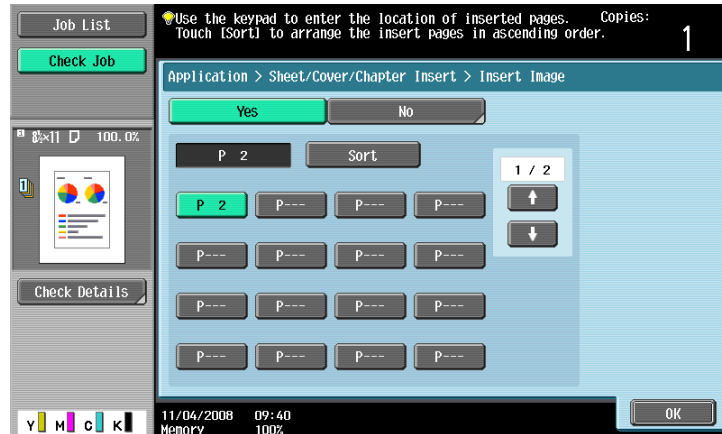 Job List
Check Job
8½×11 100.0%
1
Check Details
Y M C K
Use the keypad to enter the location of inserted pages.
Touch [Sort] to arrange the insert pages in ascending order.
Copies:
1
Application > Sheet/Cover/Chapter Insert > Insert Image
Yes No
P 2 Sort
1 / 2
P 2 P--- P--- P---
P--- P--- P--- P---
P--- P--- P--- P---
P--- P--- P--- P---
11/04/2008 09:40
Memory 100%
OK